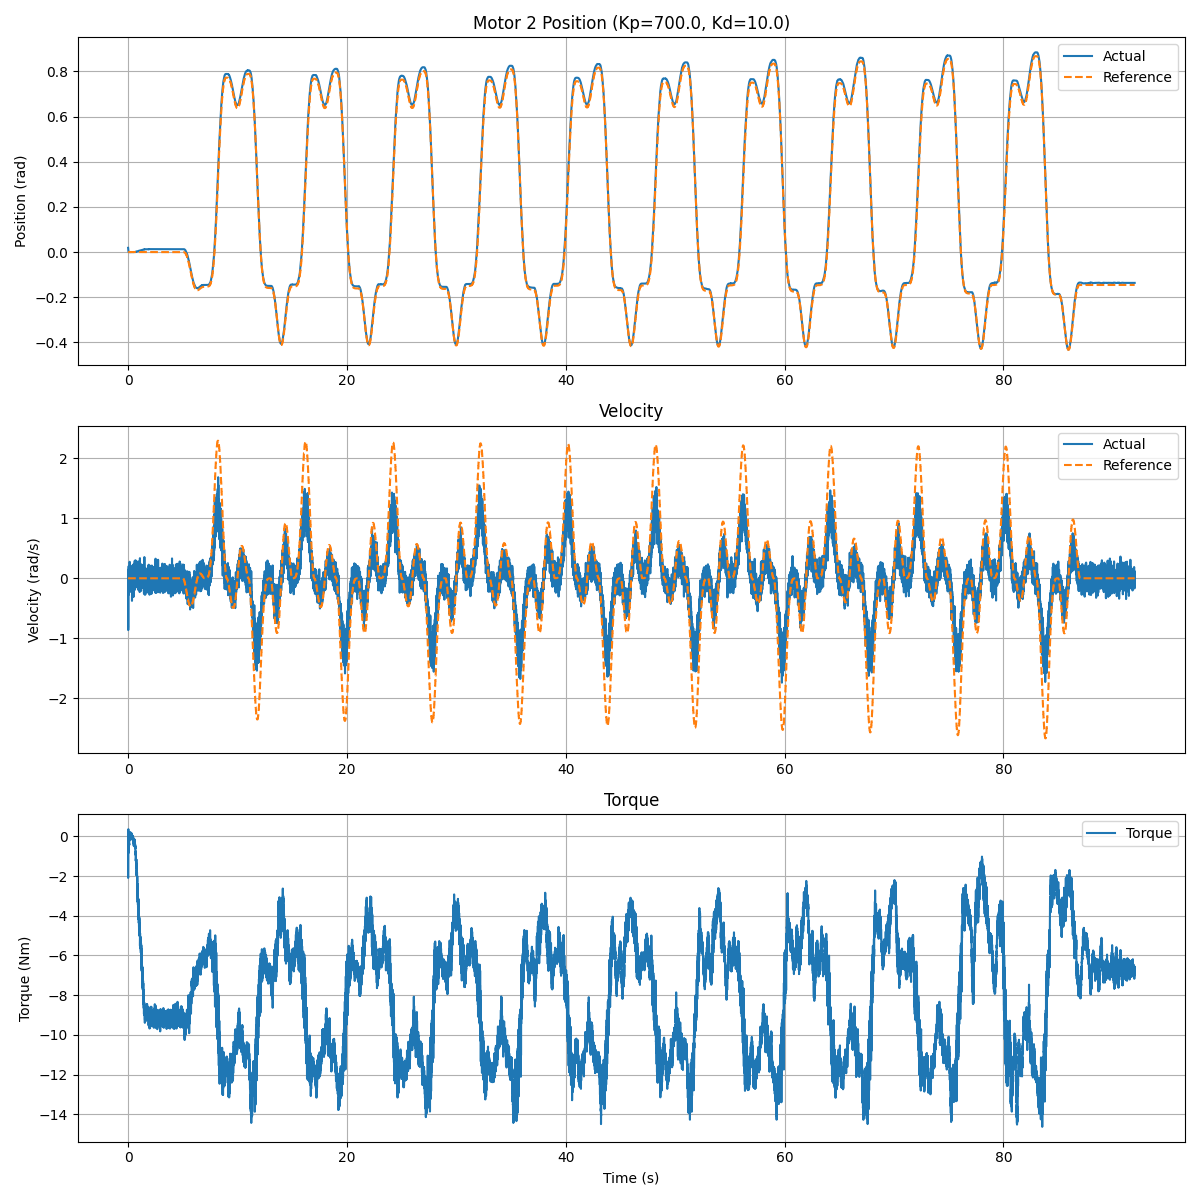 Motor 2 Position (Kp=700.0, Kd=10.0)
Position (rad)
0.8
0.6
0.4
0.2
0.0
−0.2
−0.4
Actual
Reference
0 20 40 60 80
Velocity
Velocity (rad/s)
2
1
0
−1
−2
Actual
Reference
0 20 40 60 80
Torque
Torque (Nm)
0
−2
−4
−6
−8
−10
−12
−14
Torque
0 20 40 60 80
Time (s)